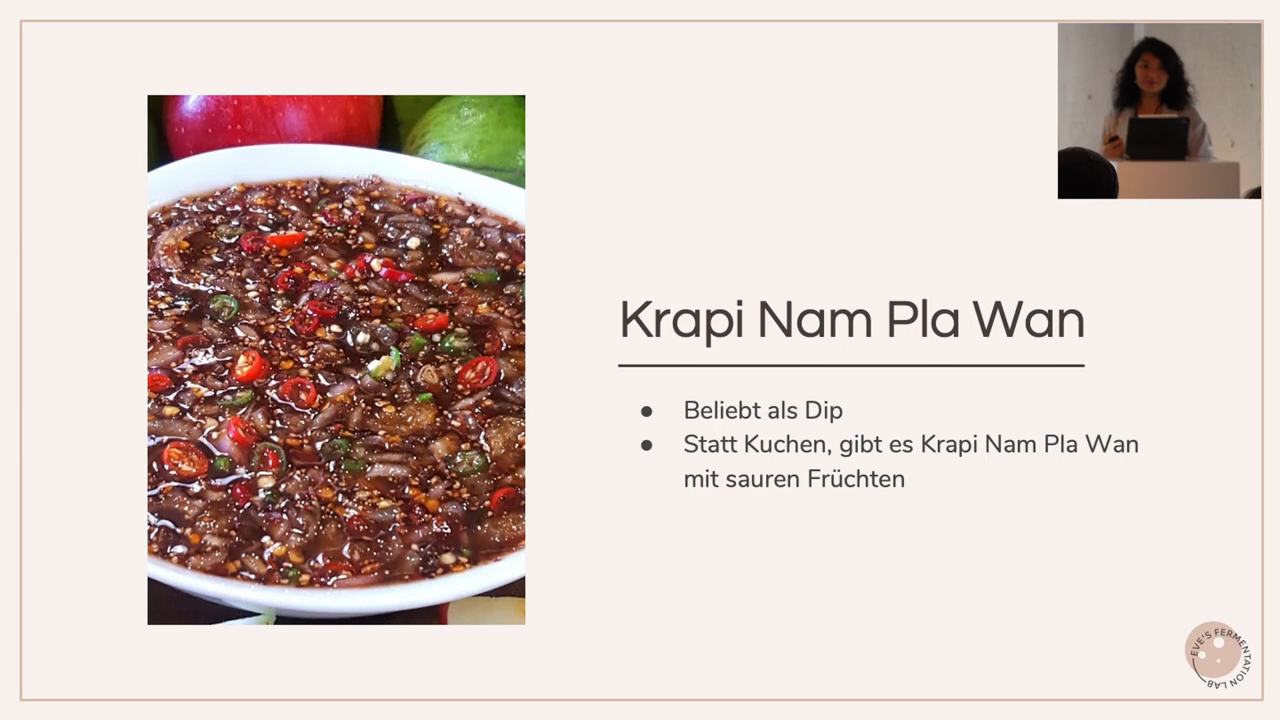 Krapi Nam Pla Wan
● Beliebt als Dip
● Statt Kuchen, gibt es Krapi Nam Pla Wan
mit sauren Früchten
EVE'S FERMENTATION LAB